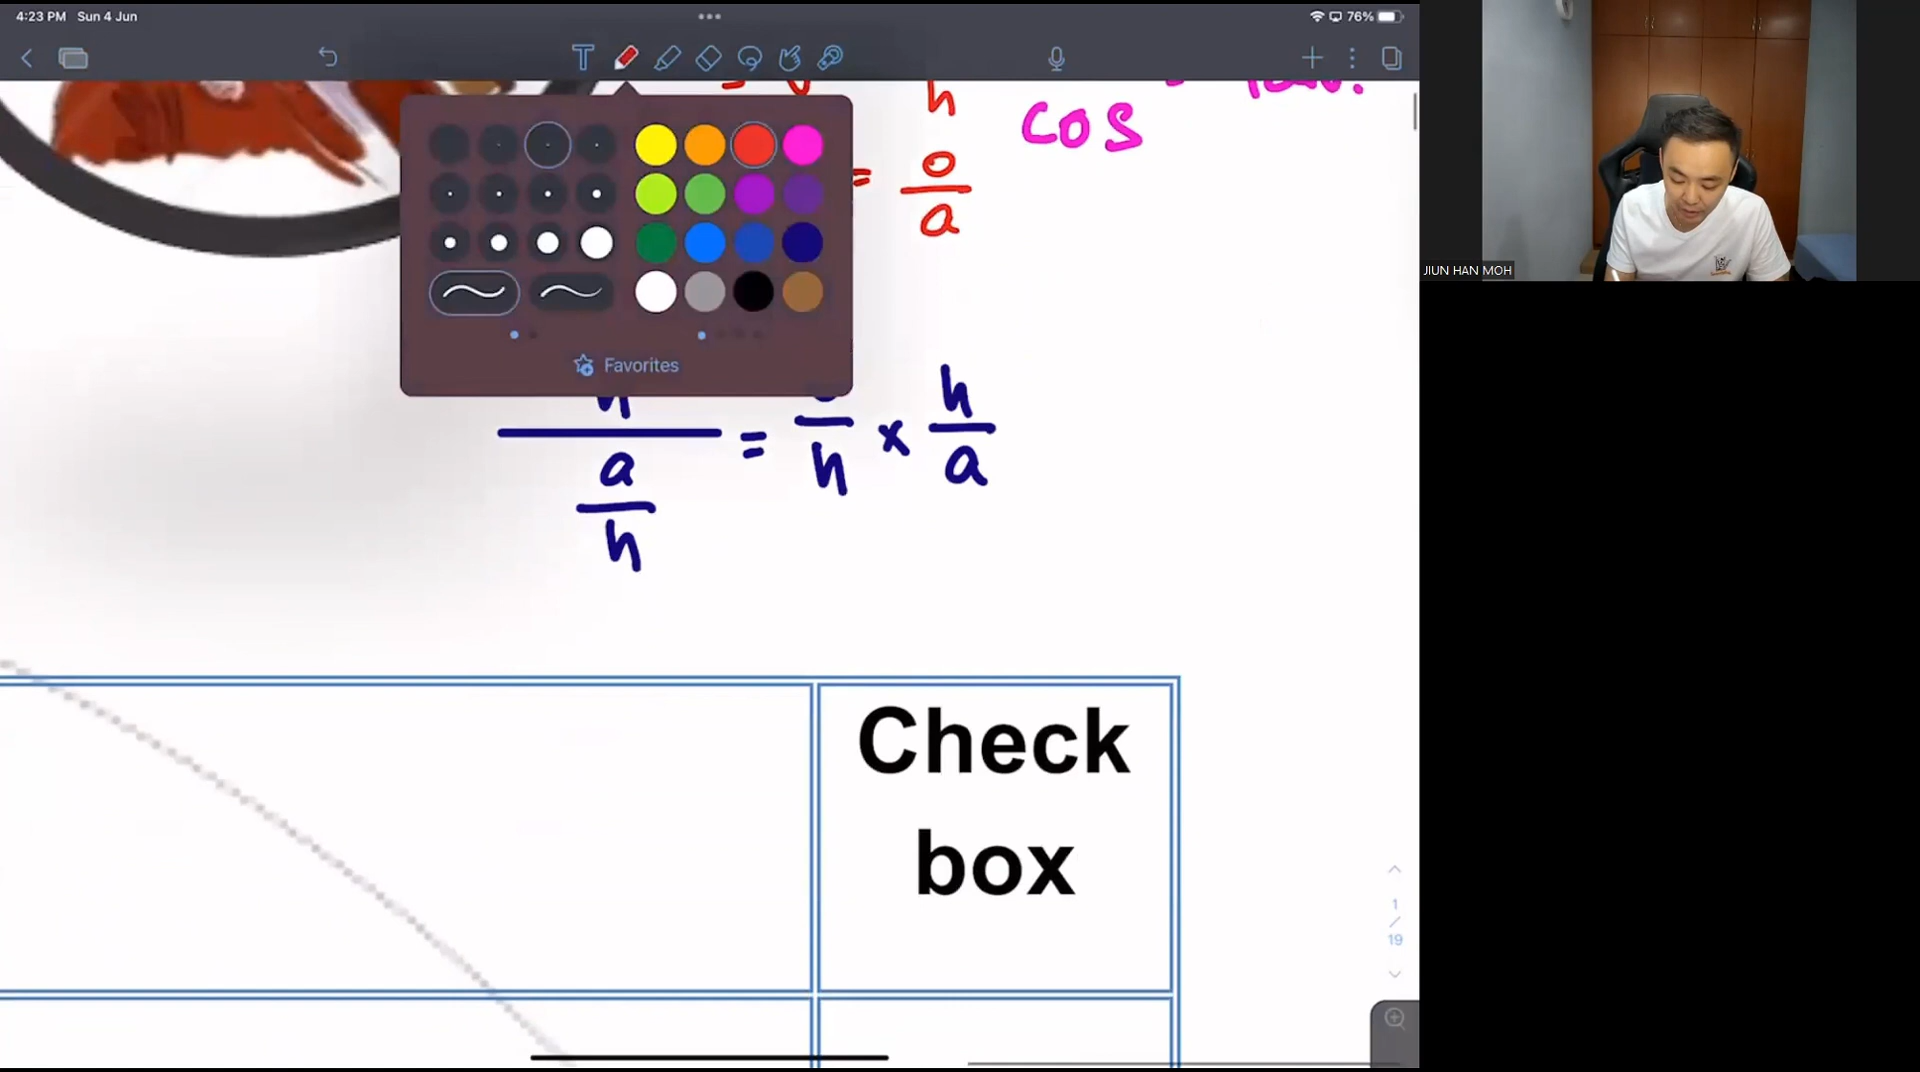 4:23 PM Sun 4 Jun
76%
h
cos
= o/a
Favorites
a/h = /h × h/a
Check
box
1
/
19
JIUN HAN MOH